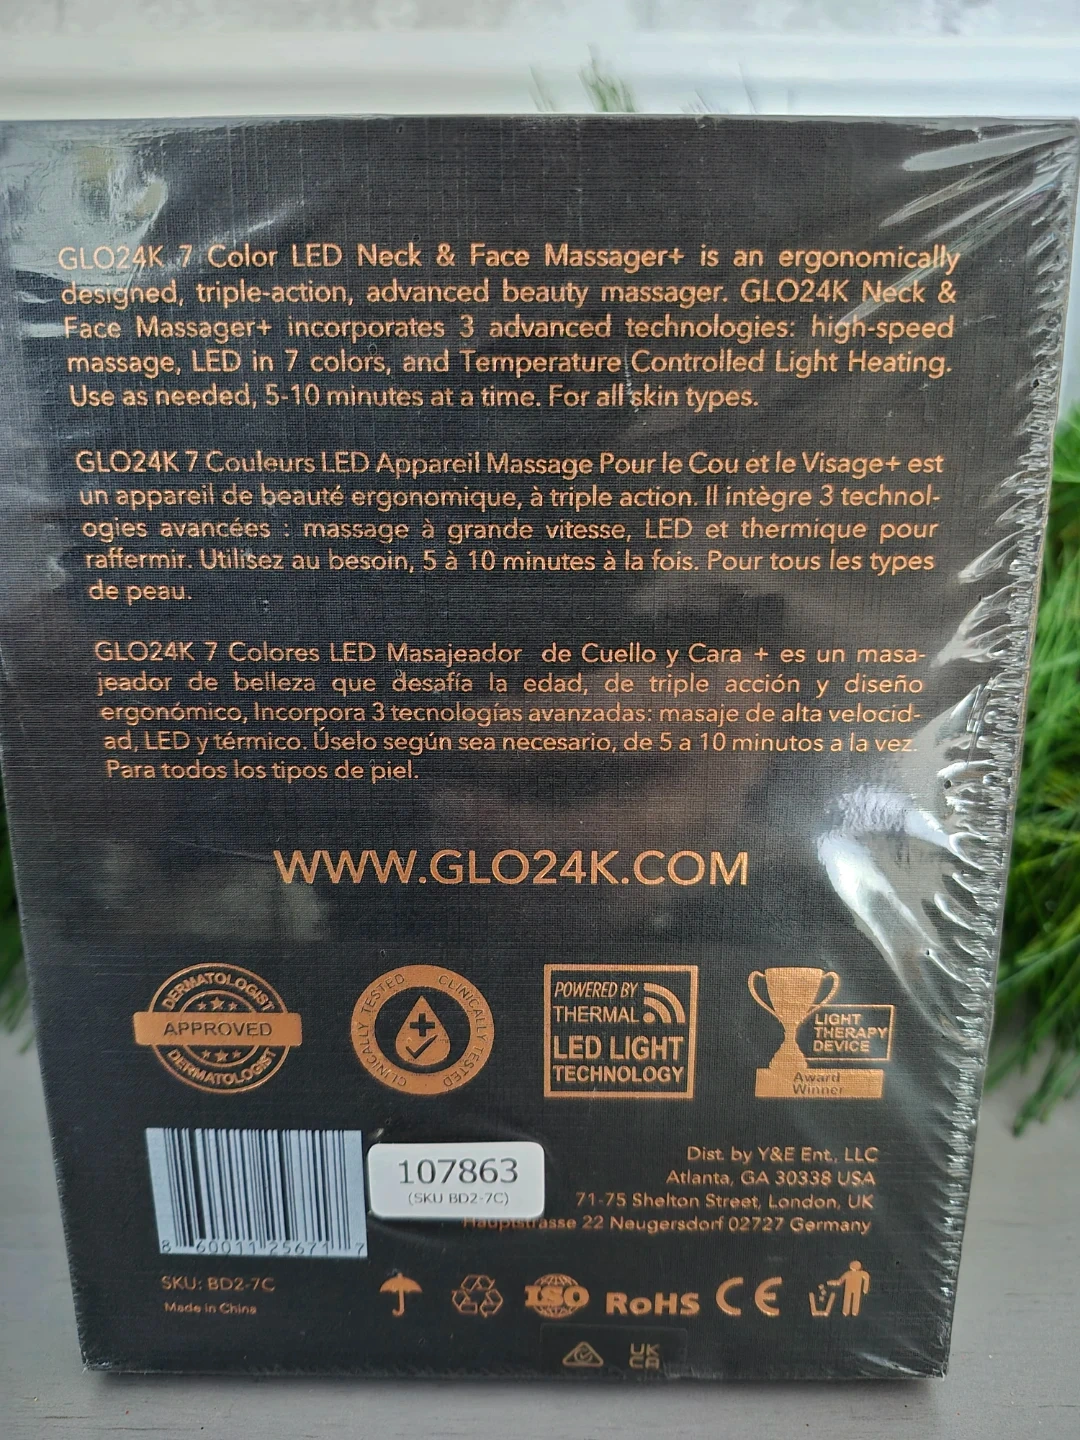 GLO24K 7 Color LED Neck & Face Massager+ is an ergonomically
designed, triple-action, advanced beauty massager. GLO24K Neck &
Face Massager+ incorporates 3 advanced technologies: high-speed
massage, LED in 7 colors, and Temperature Controlled Light Heating.
Use as needed, 5-10 minutes at a time. For all skin types.
GLO24K 7 Couleurs LED Appareil Massage Pour le Cou et le Visage+ est
un appareil de beauté ergonomique, à triple action. Il intègre 3 technol-
ogies avancées : massage à grande vitesse, LED et thermique pour
raffermir. Utilisez au besoin, 5 à 10 minutes à la fois. Pour tous les types
de peau.
GLO24K 7 Colores LED Masajeador de Cuello y Cara + es un masa-
jeador de belleza que desafía la edad, de triple acción y diseño
ergonómico, Incorpora 3 tecnologías avanzadas: masaje de alta velocid-
ad, LED y térmico. Úselo según sea necesario, de 5 a 10 minutos a la vez.
Para todos los tipos de piel.
WWW.GLO24K.COM
DERMATOLOGIST
APPROVED
DERMATOLOGIST
CLINICALLY TESTED
CLINICALLY TESTED
POWERED BY
THERMAL
LED LIGHT
TECHNOLOGY
LIGHT
THERAPY
DEVICE
Award
Winner
8 60011 25671 7
107863
(SKU BD2-7C)
Dist. by Y&E Ent., LLC
Atlanta, GA 30338 USA
71-75 Shelton Street, London, UK
Hauptstrasse 22 Neugersdorf 02727 Germany
SKU: BD2-7C
Made in China
ISO
RoHS
CE
UK
CA